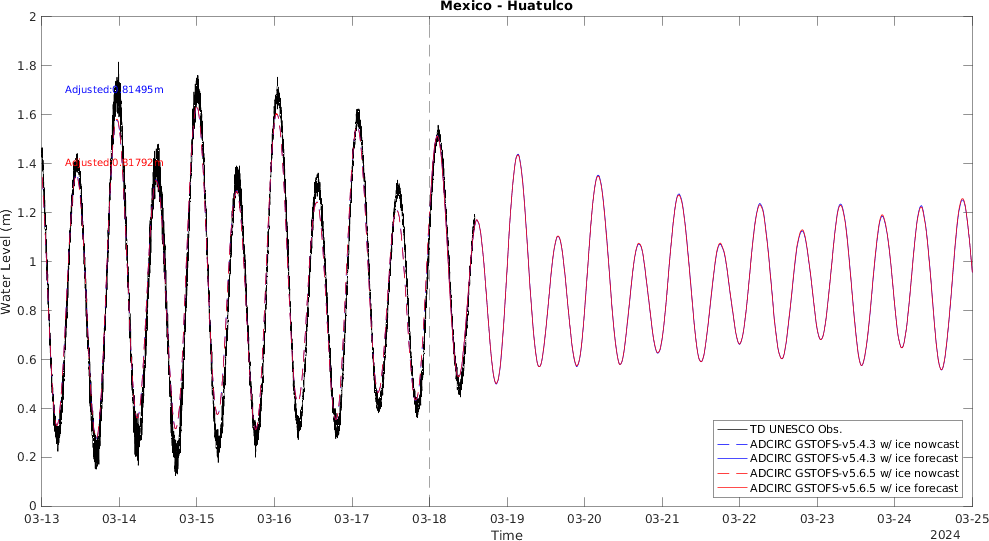 Mexico - Huatulco
2
1.8
1.6
1.4
1.2
1
0.8
0.6
0.4
0.2
0
Water Level (m)
Adjusted:0.81495m
Adjusted:0.81792m
TD UNESCO Obs.
ADCIRC GSTOFS-v5.4.3 w/ ice nowcast
ADCIRC GSTOFS-v5.4.3 w/ ice forecast
ADCIRC GSTOFS-v5.6.5 w/ ice nowcast
ADCIRC GSTOFS-v5.6.5 w/ ice forecast
03-13 03-14 03-15 03-16 03-17 03-18 03-19 03-20 03-21 03-22 03-23 03-24 03-25
Time
2024